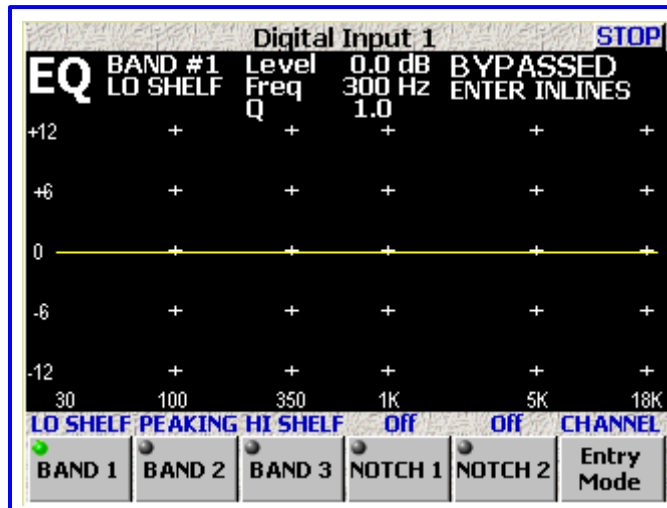 Digital Input 1 STOP
EQ BAND #1 Level 0.0 dB BYPASSED
LO SHELF Freq 300 Hz ENTER INLINES
Q 1.0
+12
+6
0
-6
-12
30 100 350 1K 5K 18K
LO SHELF PEAKING HI SHELF Off Off CHANNEL
BAND 1 BAND 2 BAND 3 NOTCH 1 NOTCH 2 Entry Mode